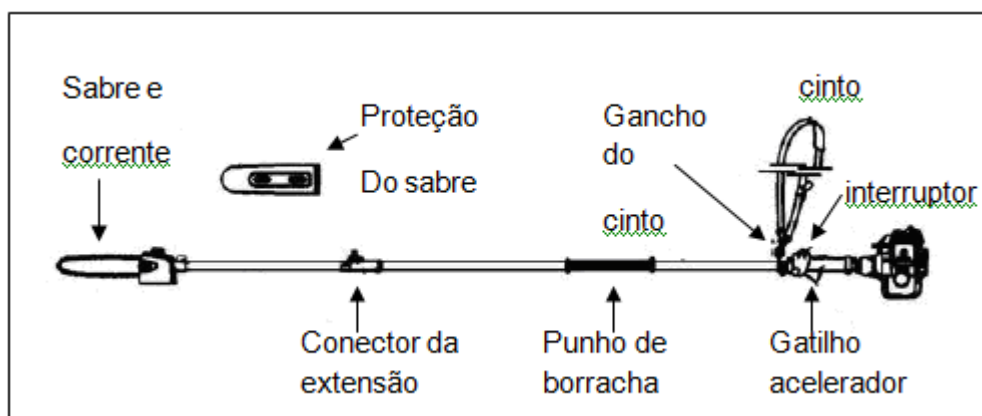 Sabre e
corrente
Proteção
Do sabre
Gancho
do
cinto
cinto
interruptor
Conector da
extensão
Punho de
borracha
Gatilho
acelerador